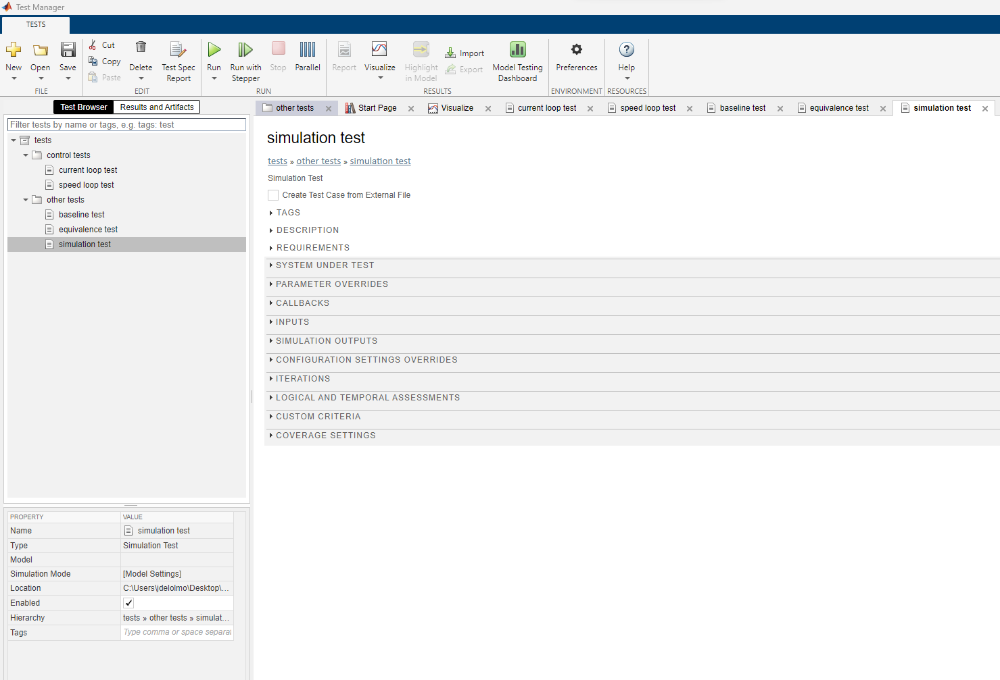 Test Manager
TESTS
New
Open
Save
FILE
Cut
Copy
Paste
Delete
Test Spec
Report
EDIT
Run
Run with
Stepper
Stop
Parallel
RUN
Report
Visualize
Highlight
in Model
Import
Export
Model Testing
Dashboard
RESULTS
Preferences
ENVIRONMENT
? Help
RESOURCES
Test Browser
Results and Artifacts
Filter tests by name or tags, e.g. tags: test
tests
control tests
current loop test
speed loop test
other tests
baseline test
equivalence test
simulation test
PROPERTY VALUE
Name simulation test
Type Simulation Test
Model
Simulation Mode [Model Settings]
Location C:\Users\jdelolmo\Desktop\...
Enabled
Hierarchy tests » other tests » simulat...
Tags Type comma or space separat
other tests
Start Page
Visualize
current loop test
speed loop test
baseline test
equivalence test
simulation test
simulation test
tests » other tests » simulation test
Simulation Test
Create Test Case from External File
TAGS
DESCRIPTION
REQUIREMENTS
SYSTEM UNDER TEST
PARAMETER OVERRIDES
CALLBACKS
INPUTS
SIMULATION OUTPUTS
CONFIGURATION SETTINGS OVERRIDES
ITERATIONS
LOGICAL AND TEMPORAL ASSESSMENTS
CUSTOM CRITERIA
COVERAGE SETTINGS